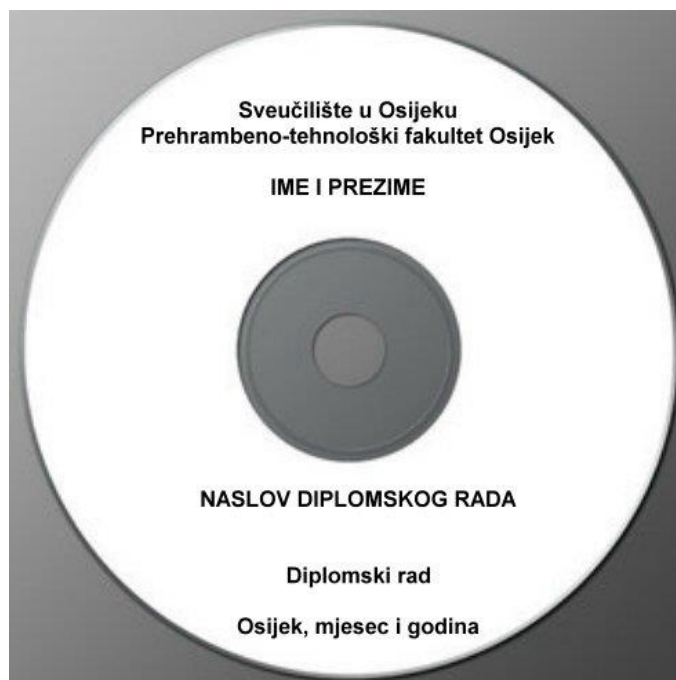 Sveučilište u Osijeku
Prehrambeno-tehnološki fakultet Osijek
IME I PREZIME
NASLOV DIPLOMSKOG RADA
Diplomski rad
Osijek, mjesec i godina